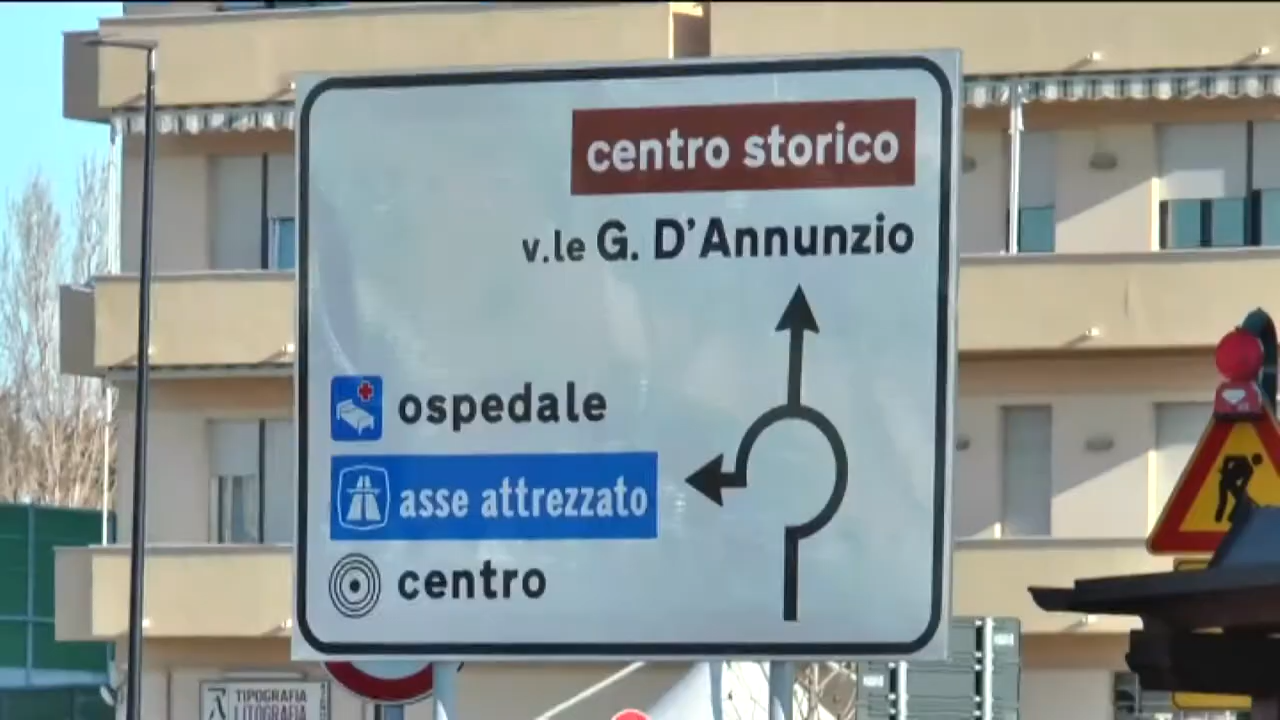 centro storico
v.le G. D'Annunzio
ospedale
asse attrezzato
centro
TIPOGRAFIA
LITOGRAFIA